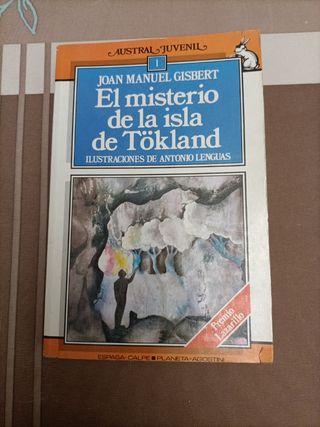 AUSTRAL JUVENIL
1
JOAN MANUEL GISBERT
El misterio
de la isla
de Tökland
ILUSTRACIONES DE ANTONIO LENGUAS
Premio
Lazarillo
ESPASA-CALPE ■ PLANETA-AGOSTINI